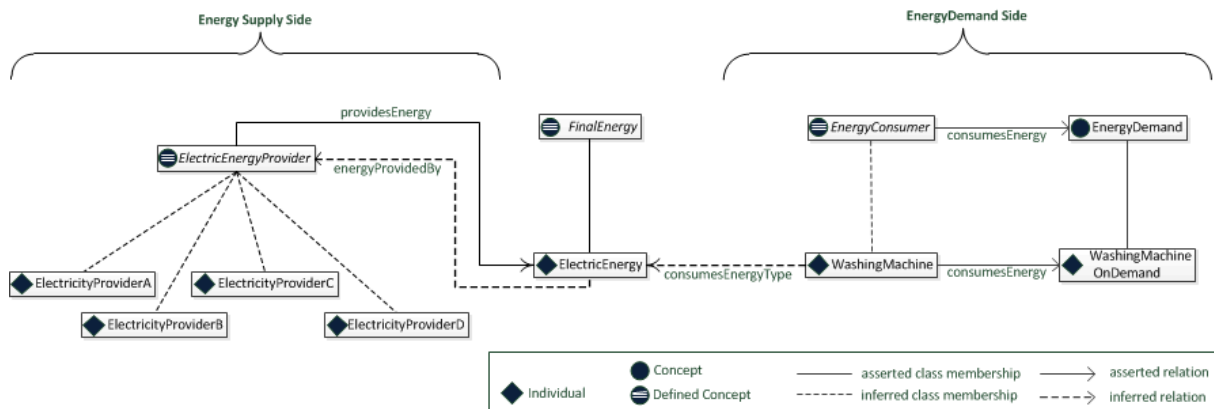 Energy Supply Side
EnergyDemand Side
providesEnergy
FinalEnergy
EnergyConsumer
consumesEnergy
EnergyDemand
ElectricEnergyProvider
energyProvidedBy
ElectricEnergy
consumesEnergyType
WashingMachine
consumesEnergy
WashingMachine
OnDemand
ElectricityProviderA
ElectricityProviderC
ElectricityProviderB
ElectricityProviderD
Individual
Concept
Defined Concept
asserted class membership
inferred class membership
asserted relation
inferred relation